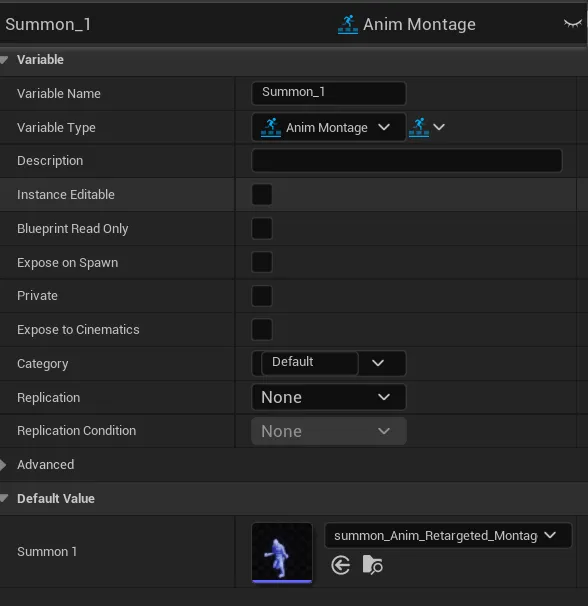 Summon_1 Anim Montage
Variable
Variable Name Summon_1
Variable Type Anim Montage
Description
Instance Editable
Blueprint Read Only
Expose on Spawn
Private
Expose to Cinematics
Category Default
Replication None
Replication Condition None
Advanced
Default Value
Summon 1 summon_Anim_Retargeted_Montag